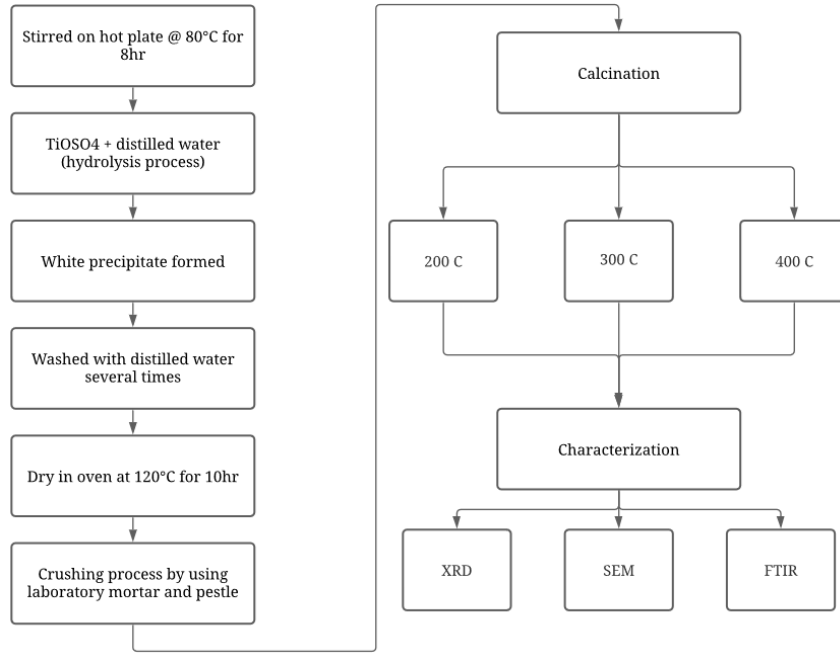 Stirred on hot plate @ 80°C for
8hr
TiOSO4 + distilled water
(hydrolysis process)
White precipitate formed
Washed with distilled water
several times
Dry in oven at 120°C for 10hr
Crushing process by using
laboratory mortar and pestle
Calcination
200 C
300 C
400 C
Characterization
XRD
SEM
FTIR